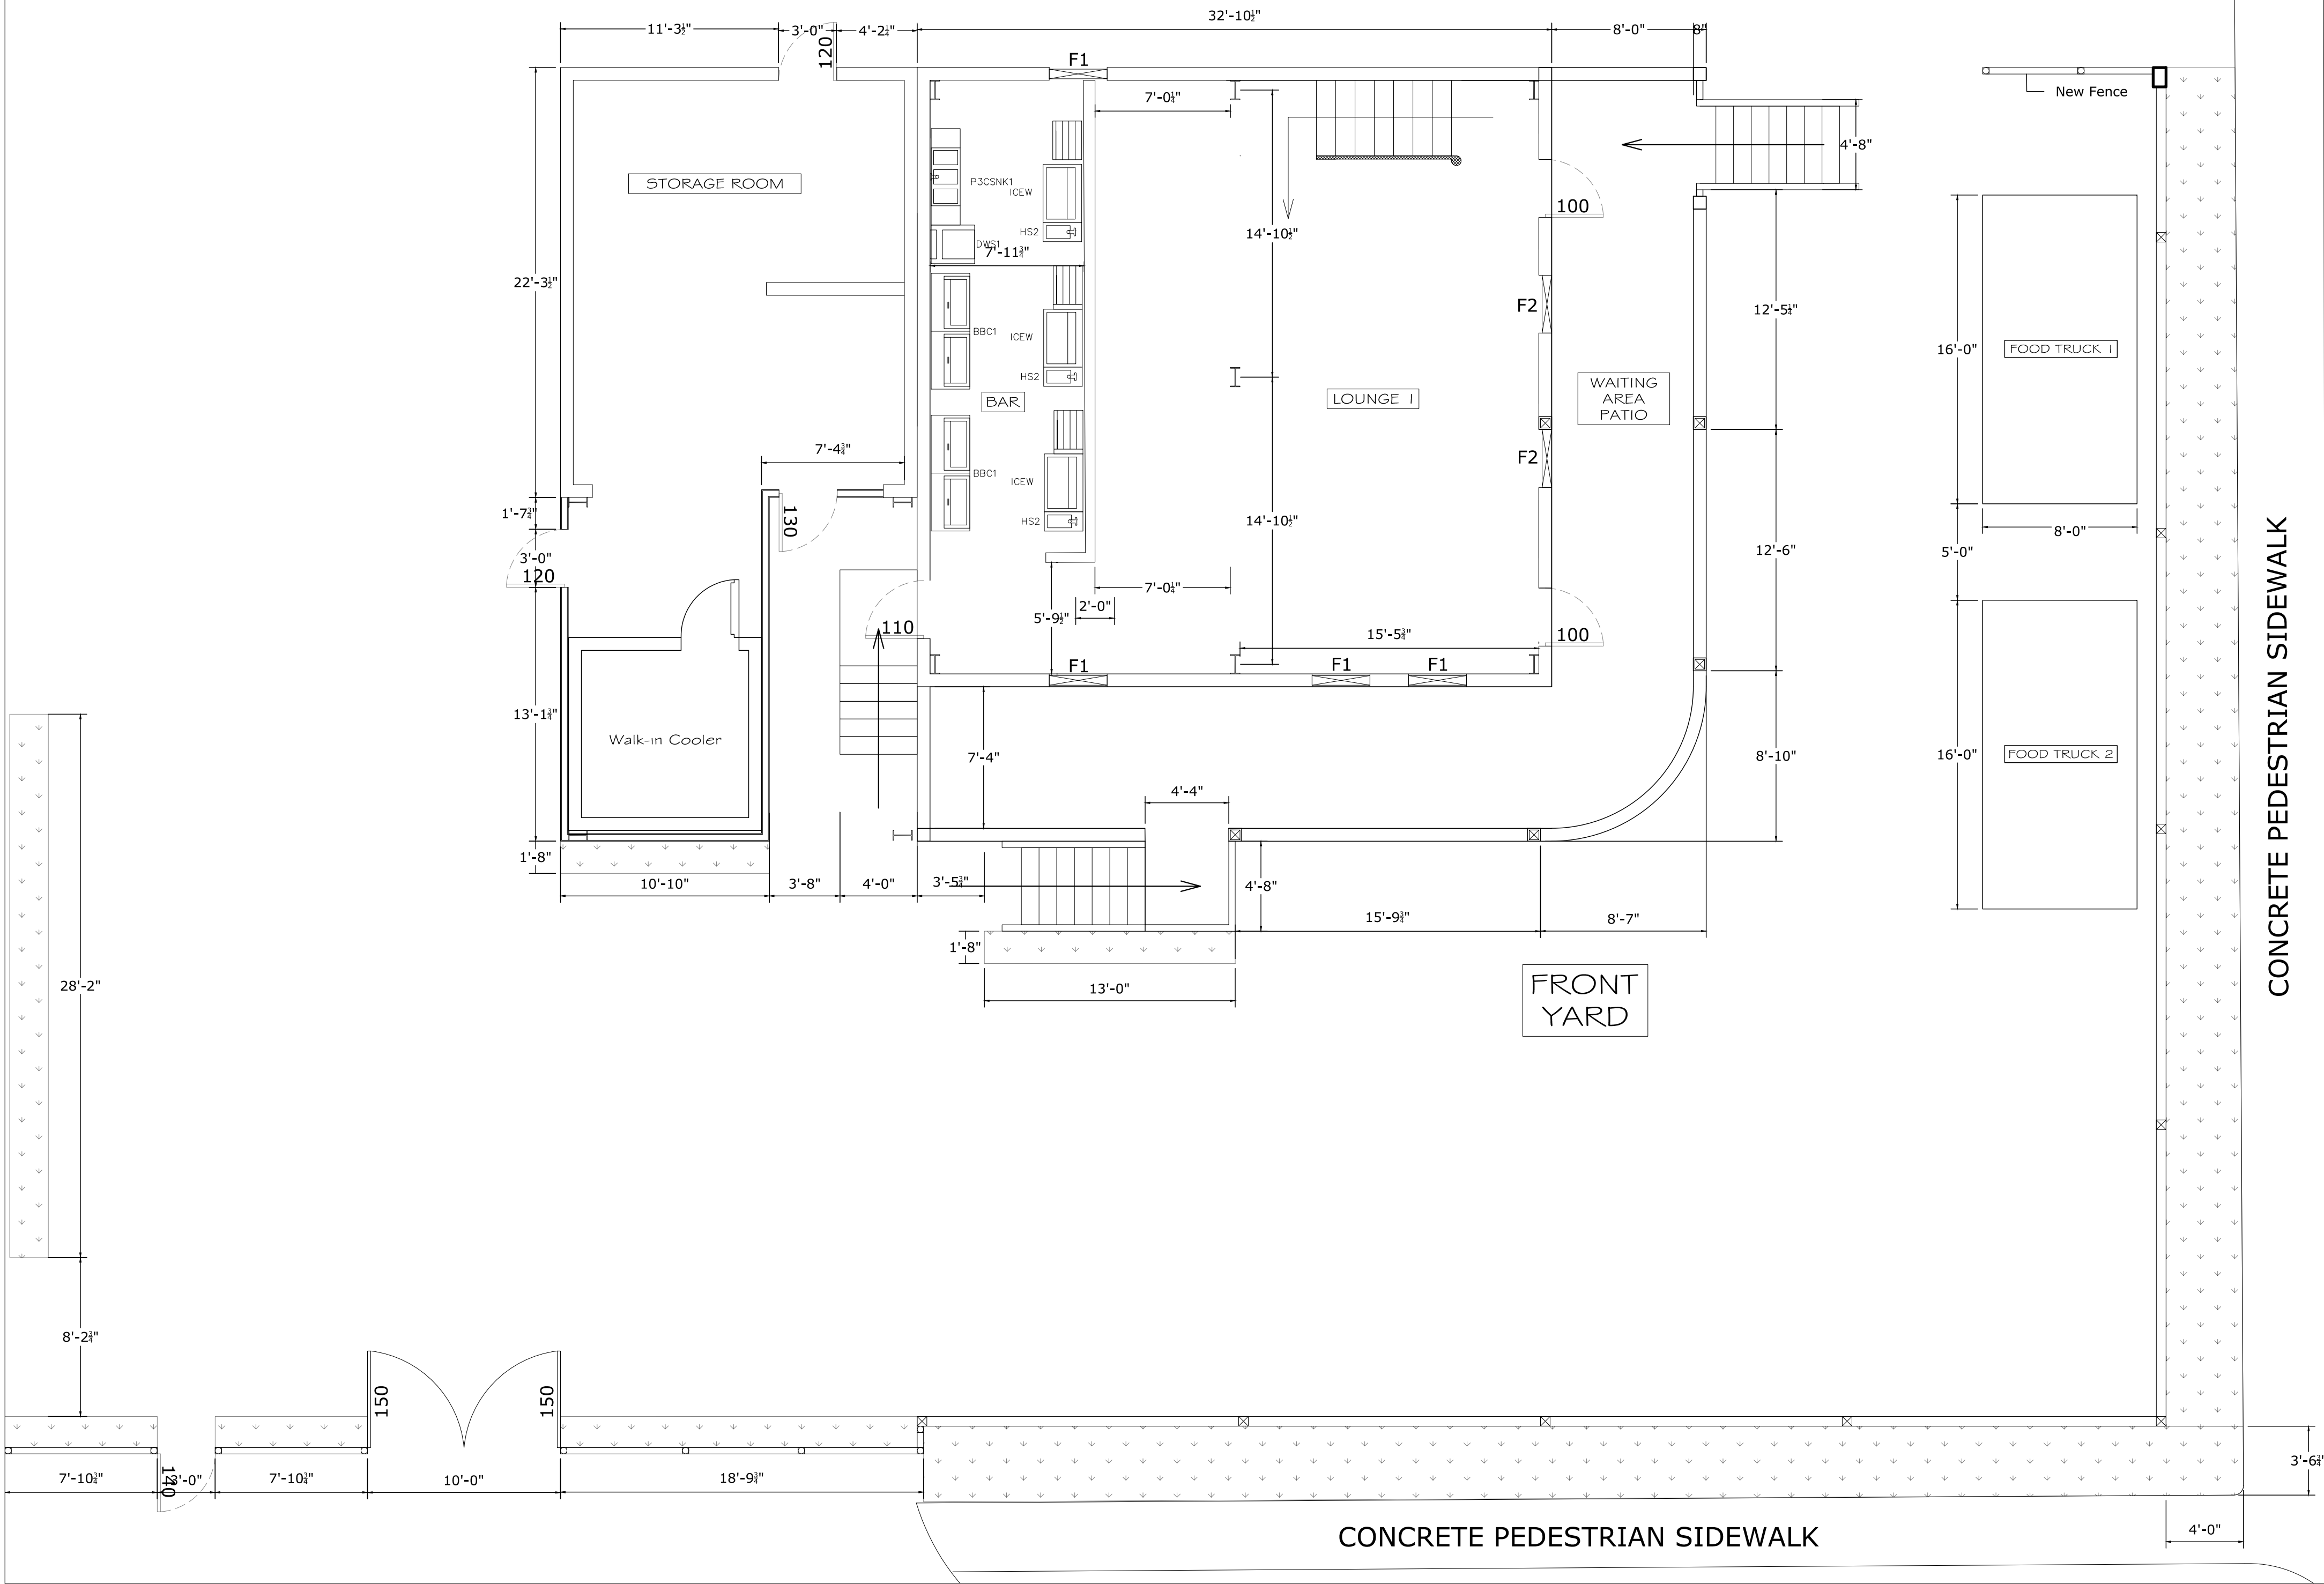 32'-10½"
11'-3½"
3'-0"
4'-2¼"
8'-0"
8"
120
F1
New Fence
7'-0¼"
4'-8"
STORAGE ROOM
P3CSNK1
ICEW
100
HS2
14'-10½"
DWS1
7'-11¾"
22'-3½"
F2
12'-5¼"
BBC1
ICEW
16'-0"
FOOD TRUCK 1
HS2
WAITING
AREA
PATIO
BAR
LOUNGE 1
7'-4¾"
F2
BBC1
ICEW
1'-7¾"
130
HS2
14'-10½"
8'-0"
3'-0"
12'-6"
5'-0"
120
7'-0¼"
2'-0"
5'-9½"
110
15'-5¾"
100
F1
F1
F1
13'-1¾"
Walk-in Cooler
7'-4"
8'-10"
16'-0"
FOOD TRUCK 2
CONCRETE PEDESTRIAN SIDEWALK
4'-4"
1'-8"
10'-10"
3'-8"
4'-0"
3'-5¾"
4'-8"
15'-9¾"
8'-7"
1'-8"
28'-2"
13'-0"
FRONT
YARD
8'-2¾"
150
150
7'-10¾"
140
3'-0"
7'-10¾"
10'-0"
18'-9¾"
3'-6¾"
CONCRETE PEDESTRIAN SIDEWALK
4'-0"